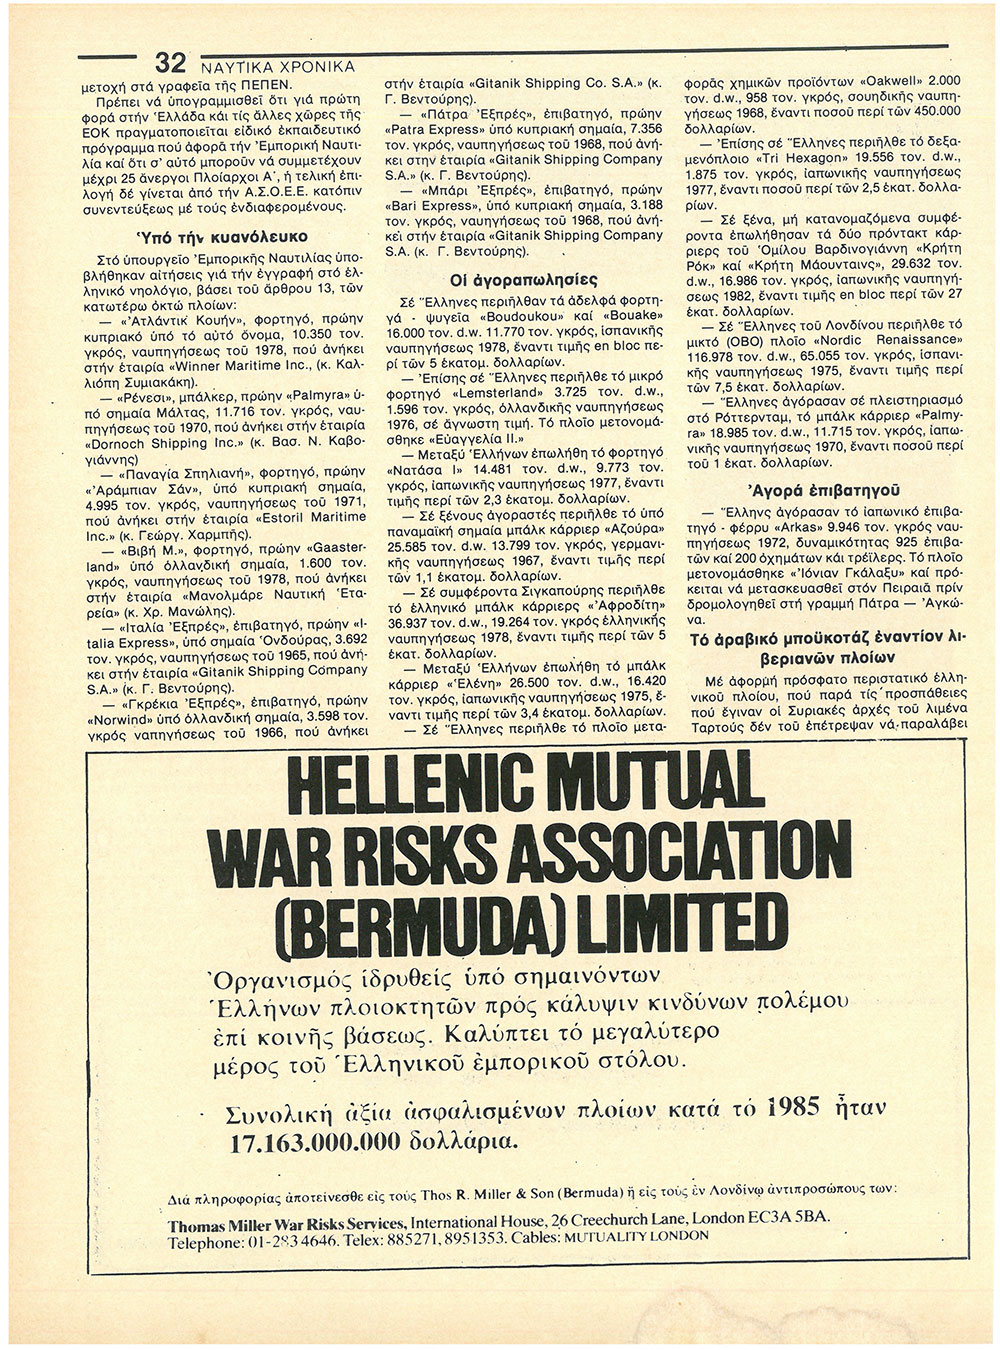 32 ΝΑΥΤΙΚΑ ΧΡΟΝΙΚΑ
μετοχή στά γραφεῖα τῆς ΠΕΠΕΝ.
Πρέπει νά ὑπογραμμισθεῖ ὅτι γιά πρώτη
φορά στήν Ἑλλάδα κάι τίς ἄλλες χῶρες τῆς
ΕΟΚ πραγματοποιεῖται εἰδικό ἐκπαιδευτικό
πρόγραμμα πού ἀφορᾶ τήν Ἐμπορική Ναυτι-
λία καί ὅτι σ' αὐτό μποροῦν νά συμμετέχουν
μέχρι 25 ἄνεργοι Πλοίαρχοι Α΄, ἡ τελική ἐπι-
λογή δέ γίνεται ἀπό τήν Α.Σ.Ο.Ε.Ε. κατόπιν
συνεντεύξεως μέ τούς ἐνδιαφερομένους.
Ὑπό τήν κυανόλευκο
Στό ὑπουργεῖο Ἐμπορικῆς Ναυτιλίας ὑπο-
βλήθηκαν αἰτήσεις γιά τήν ἐγγραφή στό ἑλ-
ληνικό νηολόγιο, βάσει τοῦ ἄρθρου 13, τῶν
κατωτέρω ὀκτώ πλοίων:
— «Ἀτλάντικ Κουήν», φορτηγό, πρώην
κυπριακό ὑπό τό αὐτό ὄνομα, 10.350 τον.
γκρός, ναυπηγήσεως τοῦ 1978, πού ἀνήκει
στήν ἑταιρία «Winner Maritime Inc., (κ. Καλ-
λιόπη Συμιακάκη).
— «Ρένεσι», μπάλκερ, πρώην «Palmyra» ὑ-
πό σημαία Μάλτας, 11.716 τον. γκρός, ναυ-
πηγήσεως τοῦ 1970, πού ἀνήκει στήν ἑταιρία
«Dornoch Shipping Inc.» (κ. Βασ. Ν. Καβο-
γιάννης)
— «Παναγία Σπηλιανή», φορτηγό, πρώην
«Ἀράμπιαν Σάν», ὑπό κυπριακή σημαία,
4.995 τον. γκρός, ναυπηγήσεως τοῦ 1971,
πού ἀνήκει στήν ἑταιρία «Estoril Maritime
Inc.» (κ. Γεώργ. Χαρμπῆς).
— «Βιβή Μ.», φορτηγό, πρώην «Gaaster-
land» ὑπό ὁλλανδική σημαία, 1.600 τον.
γκρός, ναυπηγήσεως τοῦ 1978, πού ἀνήκει
στήν ἑταιρία «Μανολμάρε Ναυτική Ἑται-
ρεία» (κ. Χρ. Μανώλης).
— «Ιταλία Ἐξπρές», ἐπιβατηγό, πρώην «I-
talia Express», ὑπό σημαία Ὁνδούρας, 3.692
τον. γκρός, ναυπηγήσεως τοῦ 1965, πού ἀνή-
κει στήν ἑταιρία «Gitanik Shipping Company
S.A.» (κ. Γ. Βεντούρης).
— «Γκρέκια Ἐξπρές», ἐπιβατηγό, πρώην
«Norwind» ὑπό ὁλλανδική σημαία, 3.598 τον.
γκρός ναπηγήσεως τοῦ 1966, πού ἀνήκει
στήν ἑταιρία «Gitanik Shipping Co. S.A.» (κ.
Γ. Βεντούρης).
— «Πάτρα Ἐξπρές», ἐπιβατηγό, πρώην
«Patra Express» ὑπό κυπριακή σημαία, 7.356
τον. γκρός, ναυπηγήσεως τοῦ 1968, πού ἀνή-
κει στην ἑταιρία «Gitanik Shipping Company
S.A.» (κ. Γ. Βεντούρης).
— «Μπάρι Ἐξπρές», ἐπιβατηγό, πρώην
«Bari Express», ὑπό κυπριακή σημαία, 3.188
τον. γκρός, ναυηγήσεως τοῦ 1968, πού ἀνή-
κει στήν ἑταιρία «Gitanik Shipping Company
S.A. (κ. Γ. Βεντούρης).
Οἱ ἀγοραπωλησίες
Σέ Ἕλληνες περιῆλθαν τά ἀδελφά φορτη-
γά - ψυγεῖα «Boudoukou» καί «Bouake»
16.000 τον. d.w. 11.770 τον. γκρός, ἰσπανικῆς
ναυπηγήσεως 1978, ἔναντι τιμῆς en bloc πε-
ρί τῶν 5 ἑκατομ. δολλαρίων.
— Ἐπίσης σέ Ἕλληνες περιῆλθε τό μικρό
φορτηγό «Lemsterland» 3.725 τον. d.w.,
1.596 τον. γκρός, ὁλλανδικῆς ναυπηγήσεως
1976, σέ ἄγνωστη τιμή. Τό πλοῖο μετονομά-
σθηκε «Εὐαγγελία ΙΙ.»
— Μεταξύ Ἑλλήνων ἐπωλήθη τό φορτηγό
«Νατάσα Ι» 14.481 τον. d.w., 9.773 τον.
γκρός, ἰαπωνικῆς ναυπηγήσεως 1977, ἔναντι
τιμῆς περί τῶν 2,3 ἑκατομ. δολλαρίων.
— Σέ ξένους ἀγοραστές περιῆλθε τό ὑπό
παναμαϊκή σημαία μπάλκ κάρριερ «Ἀζούρα»
25.585 τον. d.w. 13.799 τον. γκρός, γερμανι-
κῆς ναυπηγήσεως 1967, ἔναντι τιμῆς περί
τῶν 1,1 ἑκατομ. δολλαρίων.
— Σέ συμφέροντα Σιγκαπούρης περιῆλθε
τό ἑλληνικό μπάλκ κάρριερς «Ἀφροδίτη»
36.937 τον. d.w., 19.264 τον. γκρός ἑλληνικῆς
ναυπηγήσεως 1978, ἔναντι τιμῆς περί τῶν 5
ἑκατομ. δολλαρίων.
— Μεταξύ Ἑλλήνων ἐπωλήθη τό μπάλκ
κάρριερ «Ἑλένη» 26.500 τον. d.w., 16.420
τον. γκρός, ἰαπωνικῆς ναυπηγήσεως 1975, ἔ-
ναντι τιμῆς περί τῶν 3,4 ἑκατομ. δολλαρίων.
— Σέ Ἕλληνες περιῆλθε τό πλοῖο μετα-
φορᾶς χημικῶν προϊόντων «Oakwell» 2.000
τον. d.w., 958 τον. γκρός, σουηδικῆς ναυπη-
γήσεως 1968, ἔναντι ποσοῦ περί τῶν 450.000
δολλαρίων.
— Ἐπίσης σέ Ἕλληνες περιῆλθε τό δεξα-
μενόπλοιο «Tri Hexagon» 19.556 τον. d.w.,
1.875 τον. γκρός, ἰαπωνικῆς ναυπηγήσεως
1977, ἔναντι ποσοῦ περί τῶν 2,5 ἑκατ. δολλα-
ρίων.
— Σέ ξένα, μή κατανομαζόμενα συμφέ-
ροντα ἐπωλήθησαν τά δύο πρόντακτ κάρ-
ριερς τοῦ Ὁμίλου Βαρδινογιάννη «Κρήτη
Ρόκ» καί «Κρήτη Μάουνταινς», 29.632 τον.
d.w., 16.986 τον. γκρός, ἰαπωνικῆς ναυπηγή-
σεως 1982, ἔναντι τιμῆς en bloc περί τῶν 27
ἑκατ. δολλαρίων.
— Σέ Ἕλληνες τοῦ Λονδίνου περιῆλθε τό
μικτό (OBO) πλοῖο «Nordic Renaissance»
116.978 τον. d.w., 65.055 τον. γκρός, ἰσπανι-
κῆς ναυπηγήσεως 1975, ἔναντι τιμῆς περί
τῶν 7,5 ἑκατ. δολλαρίων.
— Ἕλληνες ἀγόρασαν σέ πλειστηριασμό
στό Ρόττερνταμ, τό μπάλκ κάρριερ «Palmy-
ra» 18.985 τον. d.w., 11.715 τον. γκρός, ἰαπω-
νικῆς ναυπηγήσεως 1970, ἔναντι ποσοῦ περί
τοῦ 1 ἑκατ. δολλαρίων.
Ἀγορά ἐπιβατηγοῦ
— Ἕλληνς ἀγόρασαν τό ἰαπωνικό ἐπιβα-
τηγό - φέρρυ «Arkas» 9.946 τον. γκρός ναυ-
πηγήσεως 1972, δυναμικότητας 925 ἐπιβα-
τῶν καί 200 ὀχημάτων κάι τρέϊλερς. Τό πλοῖο
μετονομάσθηκε «Ἰόνιαν Γκάλαξυ» καί πρό-
κειται νά μετασκευασθεῖ στόν Πειραιᾶ πρίν
δρομολογηθεῖ στή γραμμή Πάτρα — Ἀγκώ-
να.
Τό ἀραβικό μποϋκοτάζ ἐναντίον λι-
βεριανῶν πλοίων
Μέ ἀφορμή πρόσφατο περιστατικό ἑλλη-
νικοῦ πλοίου, πού παρά τίς προσπάθειες
πού ἔγιναν οἱ Συριακές ἀρχές τοῦ λιμένα
Ταρτούς δέν τοῦ ἐπέτρεψαν νά παραλάβει
HELLENIC MUTUAL
WAR RISKS ASSOCIATION
(BERMUDA) LIMITED
Ὀργανισμός ἱδρυθείς ὑπό σημαινόντων
Ἑλλήνων πλοιοκτητῶν πρός κάλυψιν κινδύνων πολέμου
ἐπί κοινῆς βάσεως. Καλύπτει τό μεγαλύτερο
μέρος τοῦ Ἑλληνικοῦ ἐμπορικοῦ στόλου.
Συνολική ἀξία ἀσφαλισμένων πλοίων κατά τό 1985 ἦταν
17.163.000.000 δολλάρια.
Διά πληροφορίας ἀποτείνεσθε εἰς τούς Thos R. Miller & Son (Bermuda) ἤ εἰς τούς ἐν Λονδίνῳ ἀντιπροσώπους των:
Thomas Miller War Risks Services, International House, 26 Creechurch Lane, London EC3A 5BA.
Telephone: 01-283 4646. Telex: 885271, 8951353. Cables: MUTUALITY LONDON